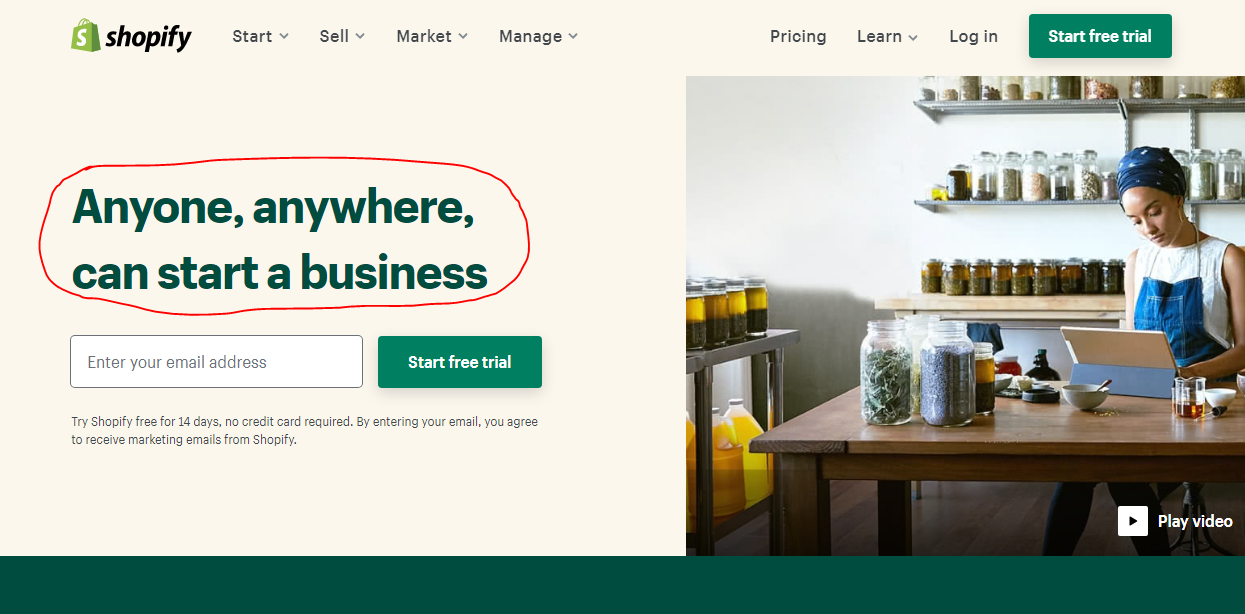 shopify Start Sell Market Manage Pricing Learn Log in Start free trial
Anyone, anywhere,
can start a business
Enter your email address Start free trial
Try Shopify free for 14 days, no credit card required. By entering your email, you agree
to receive marketing emails from Shopify.
Play video